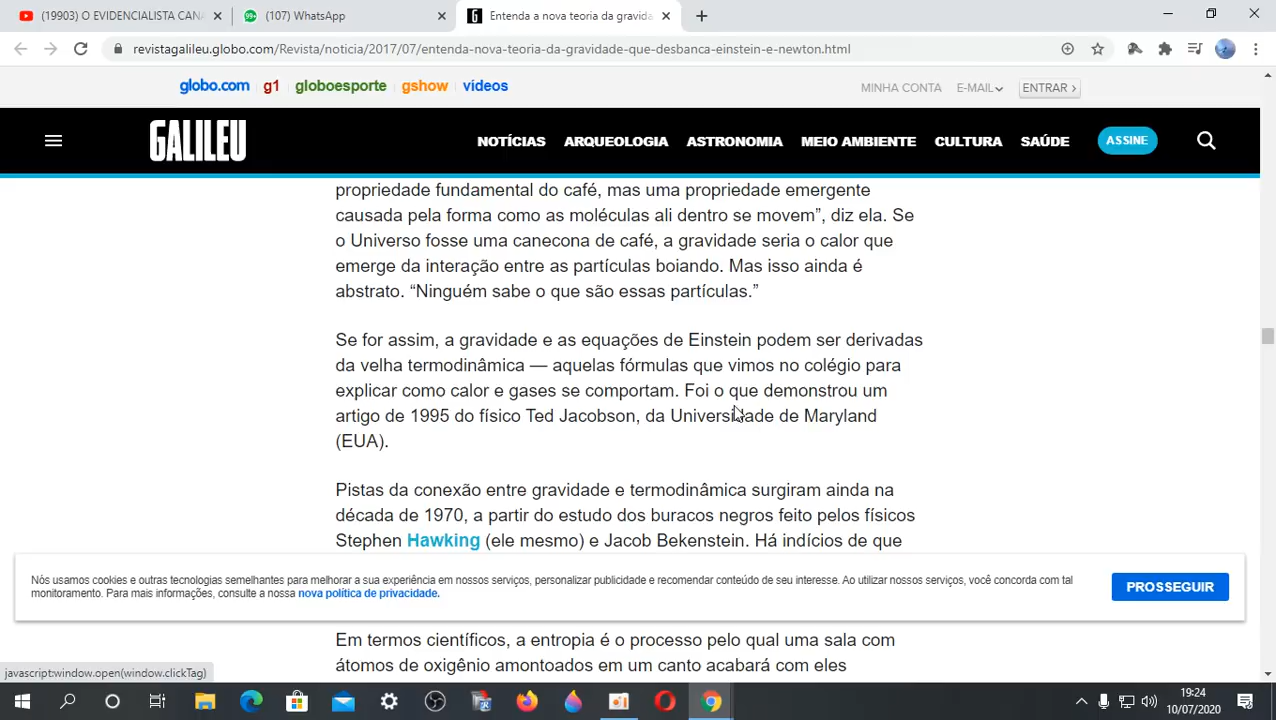 (19903) O EVIDENCIALISTA CANA
99+
(107) WhatsApp
Entenda a nova teoria da gravida
revistagalileu.globo.com/Revista/noticia/2017/07/entenda-nova-teoria-da-gravidade-que-desbanca-einstein-e-newton.html
globo.com g1 globoesporte gshow videos
MINHA CONTA E-MAIL ENTRAR
GALILEU
NOTÍCIAS ARQUEOLOGIA ASTRONOMIA MEIO AMBIENTE CULTURA SAÚDE ASSINE
propriedade fundamental do café, mas uma propriedade emergente
causada pela forma como as moléculas ali dentro se movem”, diz ela. Se
o Universo fosse uma canecona de café, a gravidade seria o calor que
emerge da interação entre as partículas boiando. Mas isso ainda é
abstrato. “Ninguém sabe o que são essas partículas.”
Se for assim, a gravidade e as equações de Einstein podem ser derivadas
da velha termodinâmica — aquelas fórmulas que vimos no colégio para
explicar como calor e gases se comportam. Foi o que demonstrou um
artigo de 1995 do físico Ted Jacobson, da Universidade de Maryland
(EUA).
Pistas da conexão entre gravidade e termodinâmica surgiram ainda na
década de 1970, a partir do estudo dos buracos negros feito pelos físicos
Stephen Hawking (ele mesmo) e Jacob Bekenstein. Há indícios de que
Nós usamos cookies e outras tecnologias semelhantes para melhorar a sua experiência em nossos serviços, personalizar publicidade e recomendar conteúdo de seu interesse. Ao utilizar nossos serviços, você concorda com tal
monitoramento. Para mais informações, consulte a nossa nova política de privacidade.
PROSSEGUIR
Em termos científicos, a entropia é o processo pelo qual uma sala com
átomos de oxigênio amontoados em um canto acabará com eles
javascript:window.open(window.clickTag)
19:24
10/07/2020